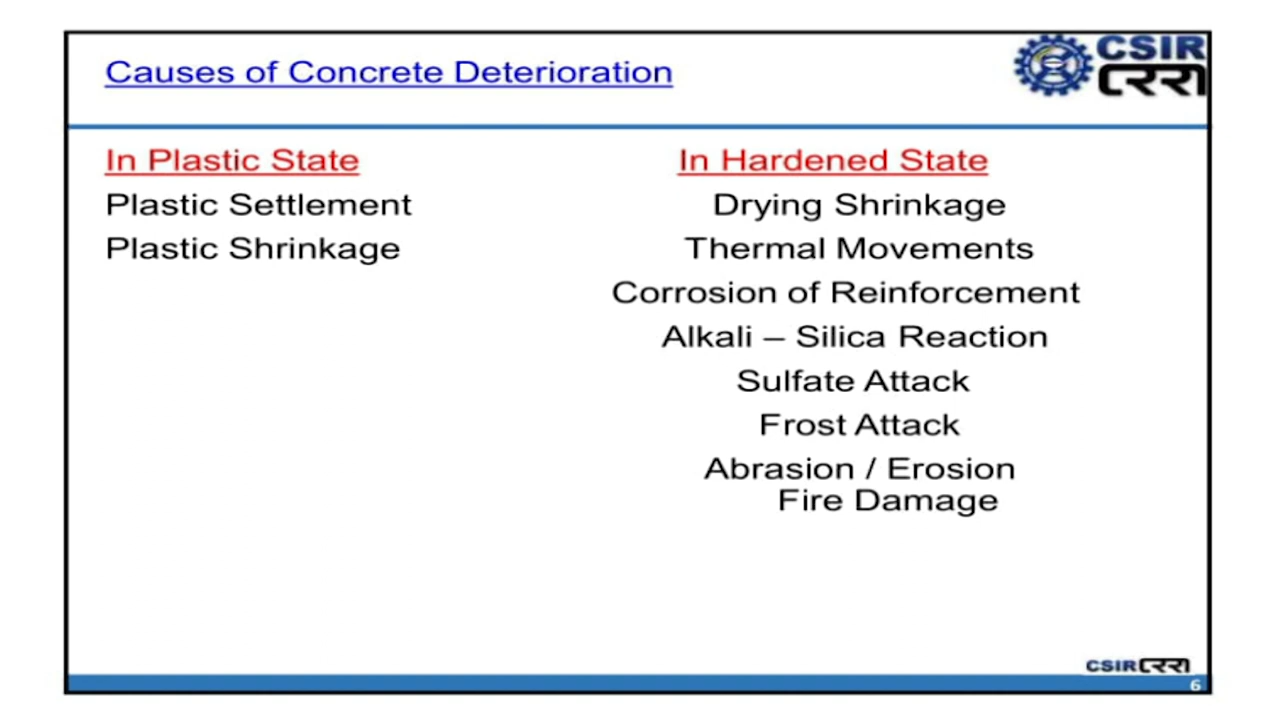 Causes of Concrete Deterioration
CSIR
In Plastic State
Plastic Settlement
Plastic Shrinkage
In Hardened State
Drying Shrinkage
Thermal Movements
Corrosion of Reinforcement
Alkali – Silica Reaction
Sulfate Attack
Frost Attack
Abrasion / Erosion
Fire Damage
CSIR
6